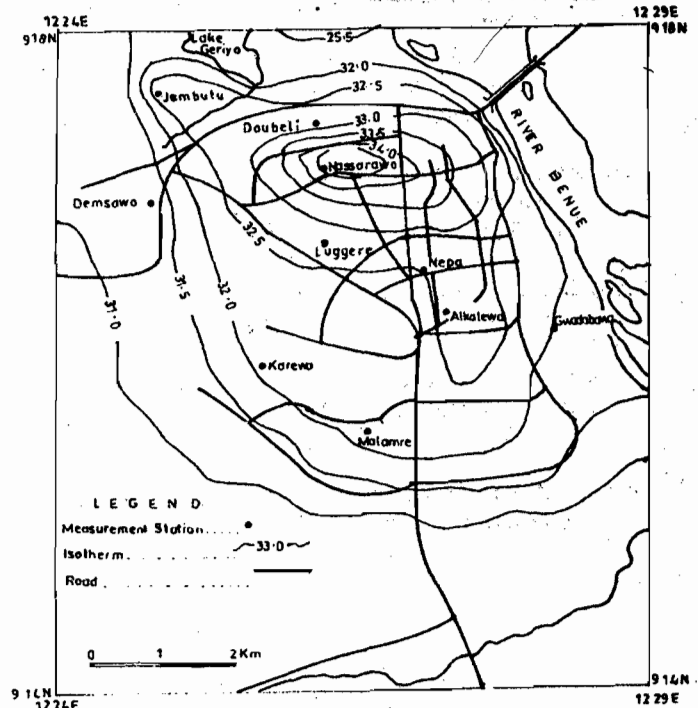 12 24E
12 29E
9 18N
9 18N
25.5
Lake
Geriyo
32.0
32.5
Jambutu
Doubeli
33.0
33.5
34.0
Nassarawo
RIVER BENUE
Demsawo
32.5
Luggere
Nepa
31.0
31.5
32.0
Alkalewa
Gwadabawa
Karewa
Malamre
LEGEND
Measurement Station
Isotherm
33.0
Road
0 1 2 Km
9 14N
9 14N
12 24E
12 29E